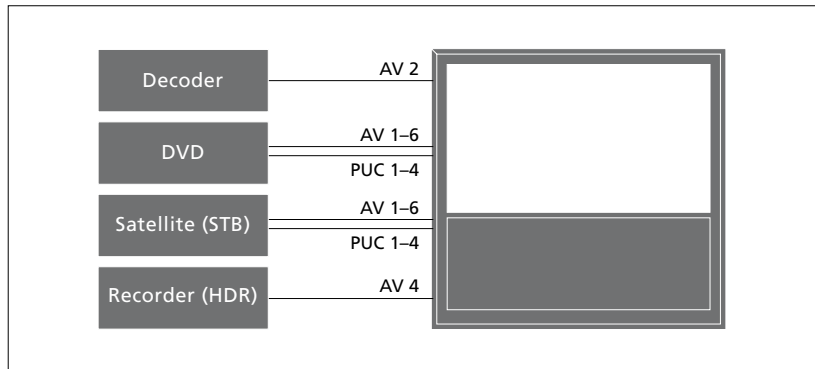 Decoder
AV 2
DVD
AV 1–6
PUC 1–4
Satellite (STB)
AV 1–6
PUC 1–4
Recorder (HDR)
AV 4